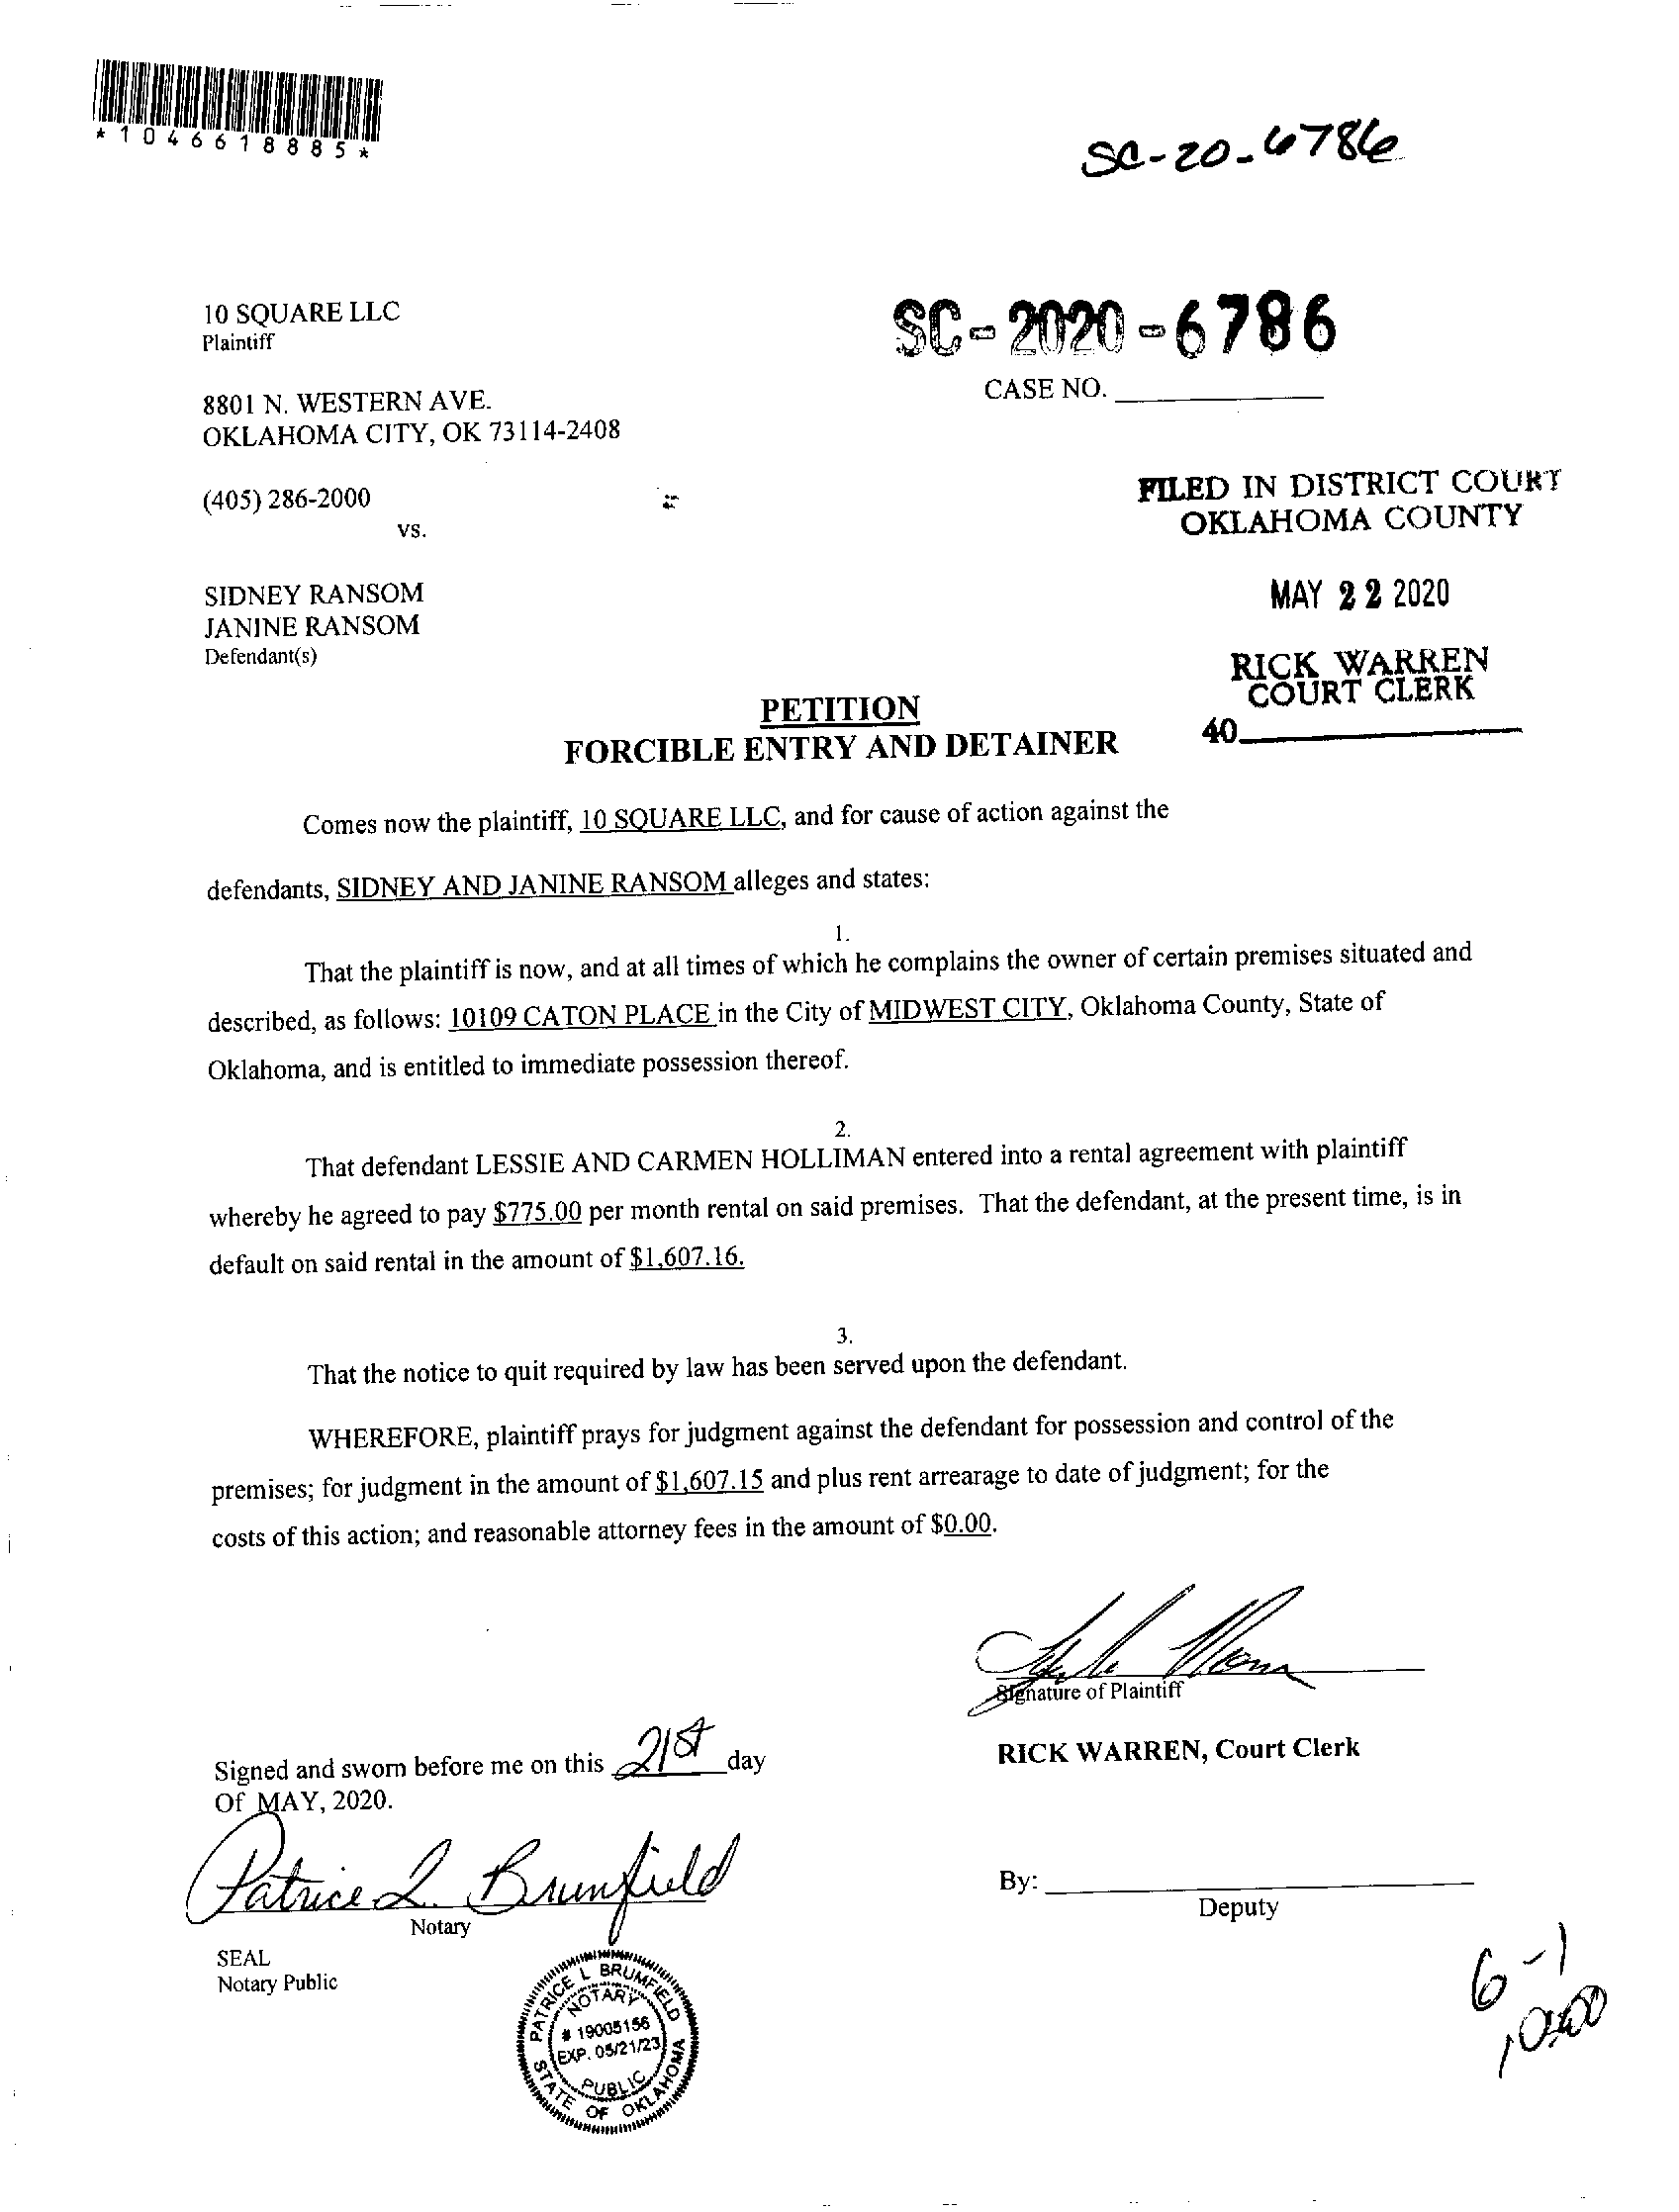 *1046618885*
SC-20-6786
10 SQUARE LLC
Plaintiff
SC-2020-6786
CASE NO.
8801 N. WESTERN AVE.
OKLAHOMA CITY, OK 73114-2408
(405) 286-2000
vs.
FILED IN DISTRICT COURT
OKLAHOMA COUNTY
SIDNEY RANSOM
JANINE RANSOM
Defendant(s)
MAY 22 2020
RICK WARREN
COURT CLERK
40
PETITION
FORCIBLE ENTRY AND DETAINER
Comes now the plaintiff, 10 SQUARE LLC, and for cause of action against the
defendants, SIDNEY AND JANINE RANSOM alleges and states:
1.
That the plaintiff is now, and at all times of which he complains the owner of certain premises situated and
described, as follows: 10109 CATON PLACE in the City of MIDWEST CITY, Oklahoma County, State of
Oklahoma, and is entitled to immediate possession thereof.
2.
That defendant LESSIE AND CARMEN HOLLIMAN entered into a rental agreement with plaintiff
whereby he agreed to pay $775.00 per month rental on said premises. That the defendant, at the present time, is in
default on said rental in the amount of $1,607.16.
3.
That the notice to quit required by law has been served upon the defendant.
WHEREFORE, plaintiff prays for judgment against the defendant for possession and control of the
premises; for judgment in the amount of $1,607.15 and plus rent arrearage to date of judgment; for the
costs of this action; and reasonable attorney fees in the amount of $0.00.
Signature of Plaintiff
Signed and sworn before me on this 21st day
Of MAY, 2020.
RICK WARREN, Court Clerk
Patrice L. Brumfield
Notary
By:
Deputy
SEAL
Notary Public
PATRICE L BRUMFIELD
NOTARY
# 19005156
EXP. 05/21/23
PUBLIC
STATE OF OKLAHOMA
6-1